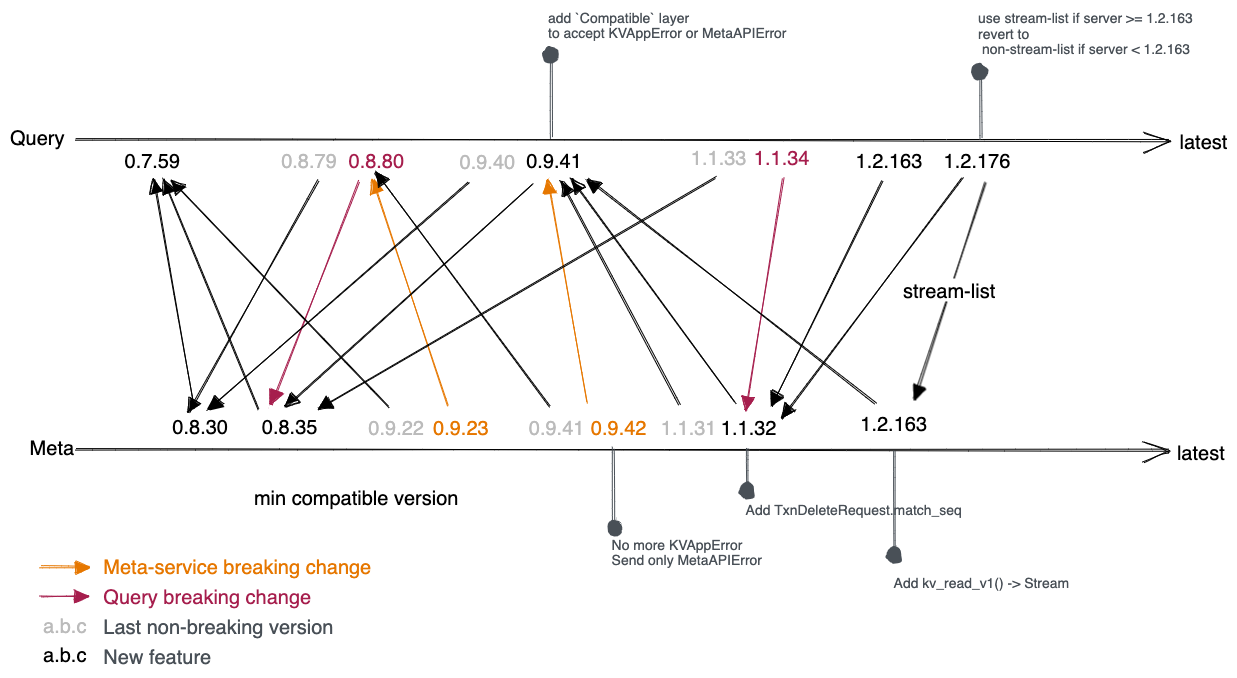 add `Compatible` layer
to accept KVAppError or MetaAPIError
use stream-list if server >= 1.2.163
revert to
non-stream-list if server < 1.2.163
Query
latest
0.7.59 0.8.79 0.8.80 0.9.40 0.9.41 1.1.33 1.1.34 1.2.163 1.2.176
stream-list
0.8.30 0.8.35 0.9.22 0.9.23 0.9.41 0.9.42 1.1.31 1.1.32 1.2.163
Meta
latest
min compatible version
Add TxnDeleteRequest.match_seq
No more KVAppError
Send only MetaAPIError
Add kv_read_v1() -> Stream
Meta-service breaking change
Query breaking change
a.b.c Last non-breaking version
a.b.c New feature